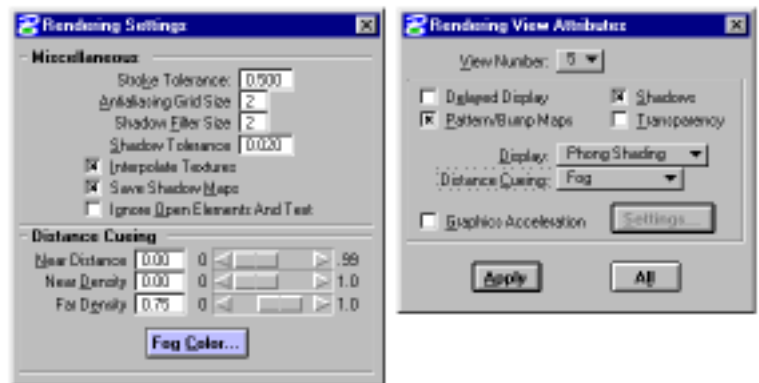 Rendering Settings
Miscellaneous
Stroke Tolerance: 0.500
Antialiasing Grid Size 2
Shadow Filter Size 2
Shadow Tolerance 0.020
Interpolate Textures
Save Shadow Maps
Ignore Open Elements And Text
Distance Cueing
Near Distance 0.00 0 .99
Near Density 0.00 0 1.0
Far Density 0.75 0 1.0
Fog Color...
Rendering View Attributes
View Number: 5
Delayed Display
Shadows
Pattern/Bump Maps
Transparency
Display: Phong Shading
Distance Cueing: Fog
Graphics Acceleration
Settings...
Apply
All